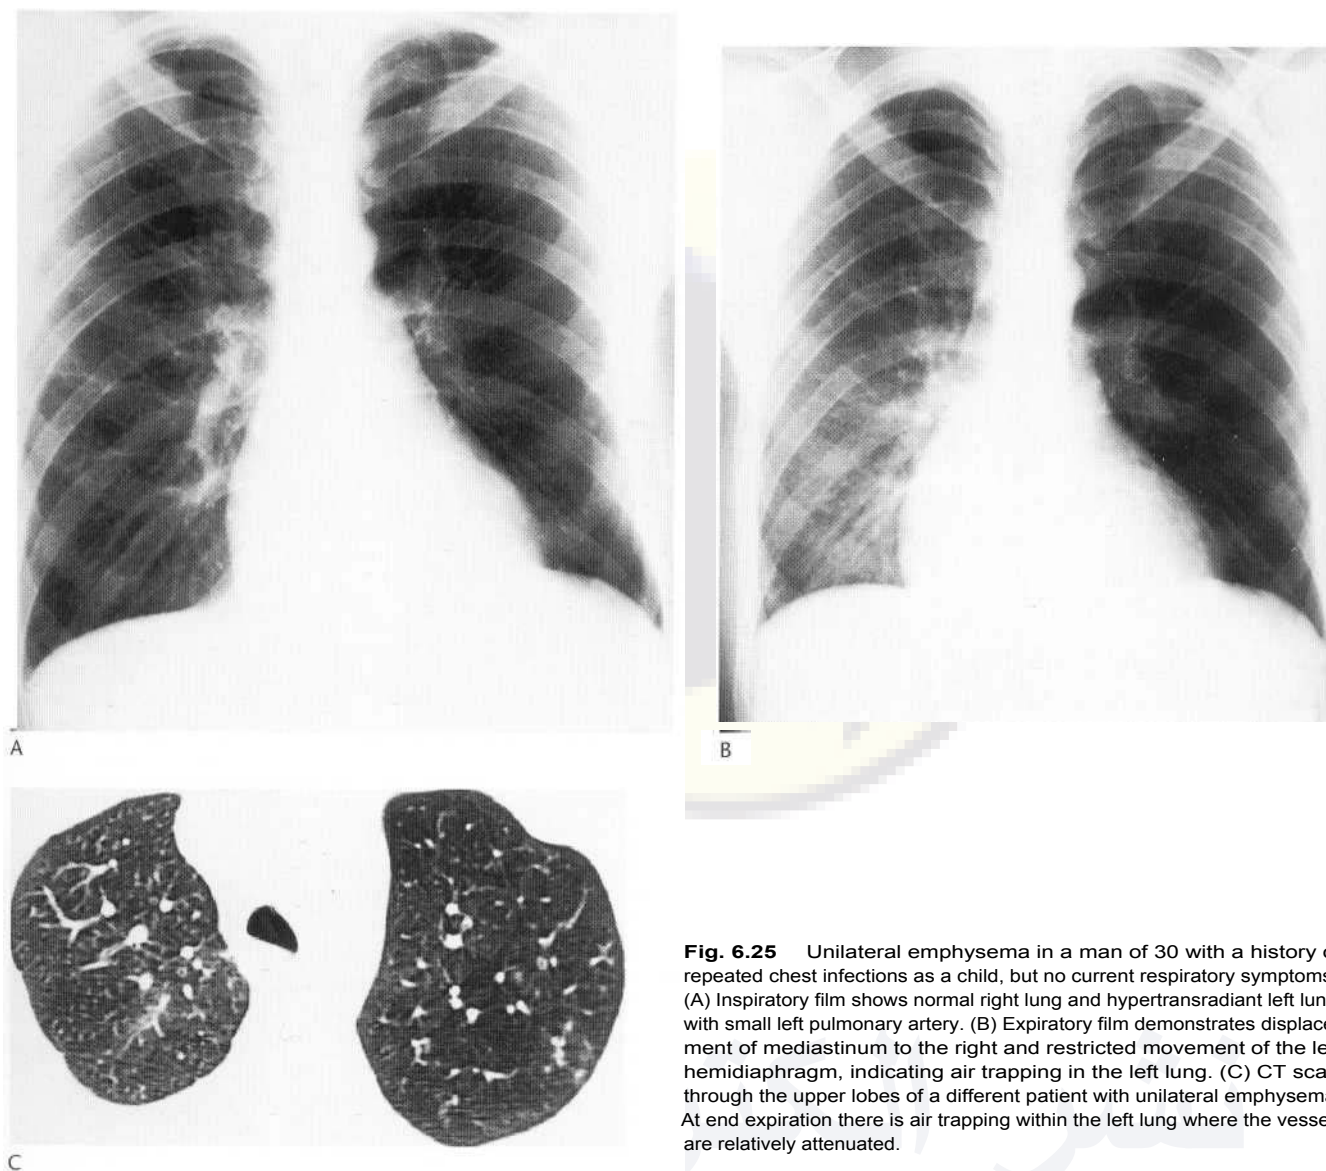 A
B
C
Fig. 6.25 Unilateral emphysema in a man of 30 with a history o
repeated chest infections as a child, but no current respiratory symptoms
(A) Inspiratory film shows normal right lung and hypertransradiant left lun
with small left pulmonary artery. (B) Expiratory film demonstrates displace
ment of mediastinum to the right and restricted movement of the le
hemidiaphragm, indicating air trapping in the left lung. (C) CT sca
through the upper lobes of a different patient with unilateral emphysema
At end expiration there is air trapping within the left lung where the vesse
are relatively attenuated.